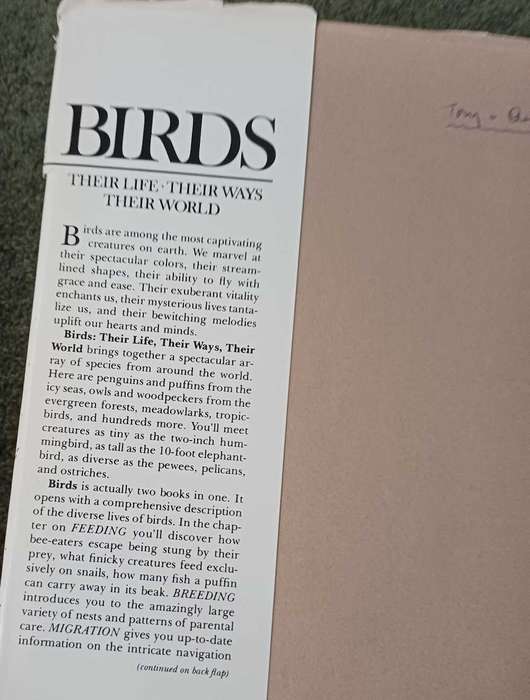 BIRDS
THEIR LIFE · THEIR WAYS
THEIR WORLD
Birds are among the most captivating
creatures on earth. We marvel at
their spectacular colors, their stream-
lined shapes, their ability to fly with
grace and ease. Their exuberant vitality
enchants us, their mysterious lives tanta-
lize us, and their bewitching melodies
uplift our hearts and minds.
Birds: Their Life, Their Ways, Their
World brings together a spectacular ar-
ray of species from around the world.
Here are penguins and puffins from the
icy seas, owls and woodpeckers from the
evergreen forests, meadowlarks, tropic-
birds, and hundreds more. You'll meet
creatures as tiny as the two-inch hum-
mingbird, as tall as the 10-foot elephant-
bird, as diverse as the pewees, pelicans,
and ostriches.
Birds is actually two books in one. It
opens with a comprehensive description
of the diverse lives of birds. In the chap-
ter on FEEDING you'll discover how
bee-eaters escape being stung by their
prey, what finicky creatures feed exclu-
sively on snails, how many fish a puffin
can carry away in its beak. BREEDING
introduces you to the amazingly large
variety of nests and patterns of parental
care. MIGRATION gives you up-to-date
information on the intricate navigation
(continued on back flap)
Tony